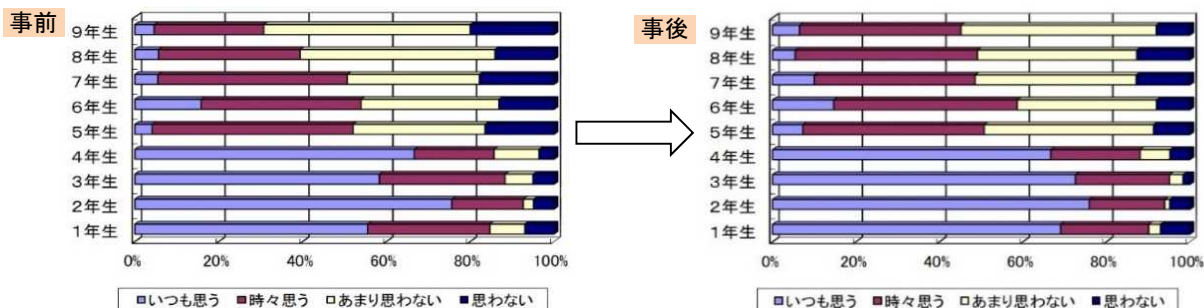 事前
9年生
8年生
7年生
6年生
5年生
4年生
3年生
2年生
1年生
0% 20% 40% 60% 80% 100%
いつも思う 時々思う あまり思わない 思わない
事後
9年生
8年生
7年生
6年生
5年生
4年生
3年生
2年生
1年生
0% 20% 40% 60% 80% 100%
いつも思う 時々思う あまり思わない 思わない